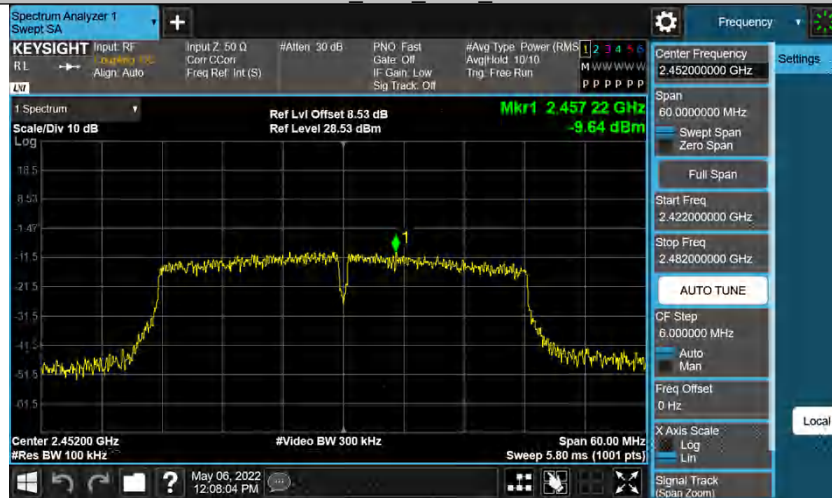 Spectrum Analyzer 1
Swept SA
+
Frequency
KEYSIGHT
RL
LXI
Input: RF
Coupling: DC
Align: Auto
Input Z: 50 Ω
Corr CCorr
Freq Ref: Int (S)
#Atten: 30 dB
PNO: Fast
Gate: Off
IF Gain: Low
Sig Track: Off
#Avg Type: Power (RMS
Avg|Hold: 10/10
Trig: Free Run
1 2 3 4 5 6
M W W W W W
P P P P P P
1 Spectrum
Scale/Div 10 dB
Ref Lvl Offset 8.53 dB
Ref Level 28.53 dBm
Mkr1 2.457 22 GHz
-9.64 dBm
Log
18.5
8.53
-1.47
-11.5
-21.5
-31.5
-41.5
-51.5
-61.5
1
Center 2.45200 GHz
#Res BW 100 kHz
#Video BW 300 kHz
Span 60.00 MHz
Sweep 5.80 ms (1001 pts)
?
May 06, 2022
12:08:04 PM
Center Frequency
2.452000000 GHz
Settings
Span
60.0000000 MHz
Swept Span
Zero Span
Full Span
Start Freq
2.422000000 GHz
Stop Freq
2.482000000 GHz
AUTO TUNE
CF Step
6.000000 MHz
Auto
Man
Freq Offset
0 Hz
X Axis Scale
Log
Lin
Local
Signal Track
(Span Zoom)